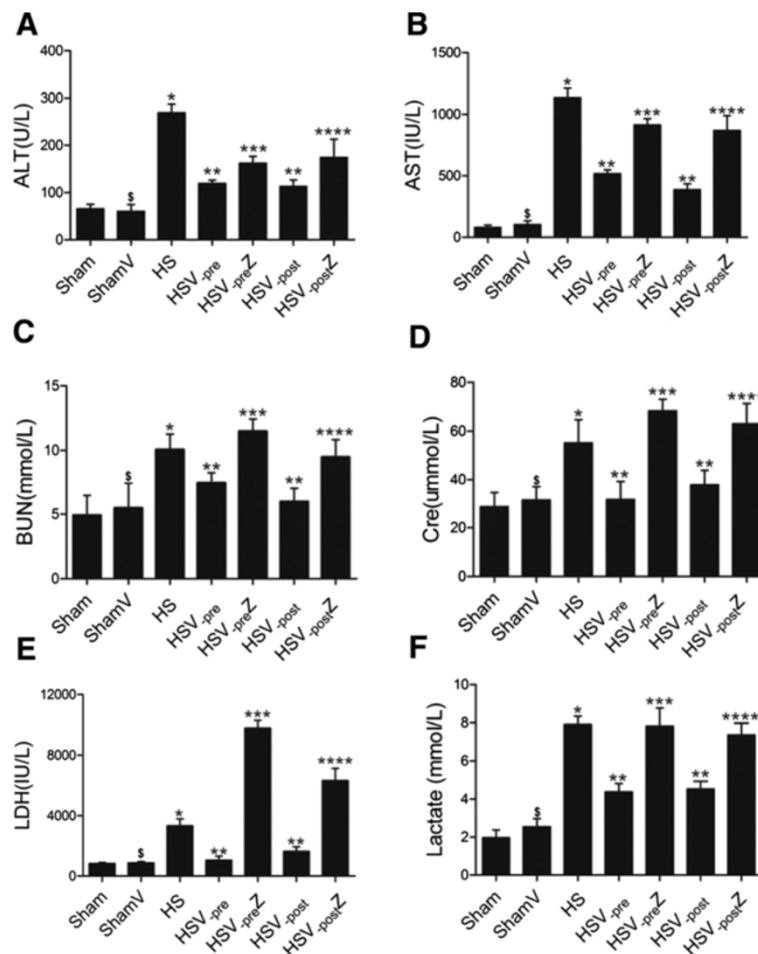 A
ALT(U/L)
400
300
200
100
0
* ** *** ** ****
$
Sham ShamV HS HSV-pre HSV-preZ HSV-post HSV-postZ
B
AST(IU/L)
1500
1000
500
0
* ** *** ** ****
$
Sham ShamV HS HSV-pre HSV-preZ HSV-post HSV-postZ
C
BUN(mmol/L)
15
10
5
0
* ** *** ** ****
$
Sham ShamV HS HSV-pre HSV-preZ HSV-post HSV-postZ
D
Cre(ummol/L)
80
60
40
20
0
* ** *** ** ****
$
Sham ShamV HS HSV-pre HSV-preZ HSV-post HSV-postZ
E
LDH(IU/L)
12000
8000
4000
0
* ** *** ** ****
$
Sham ShamV HS HSV-pre HSV-preZ HSV-post HSV-postZ
F
Lactate (mmol/L)
8
6
4
2
0
* ** *** ** ****
$
Sham ShamV HS HSV-pre HSV-preZ HSV-post HSV-postZ